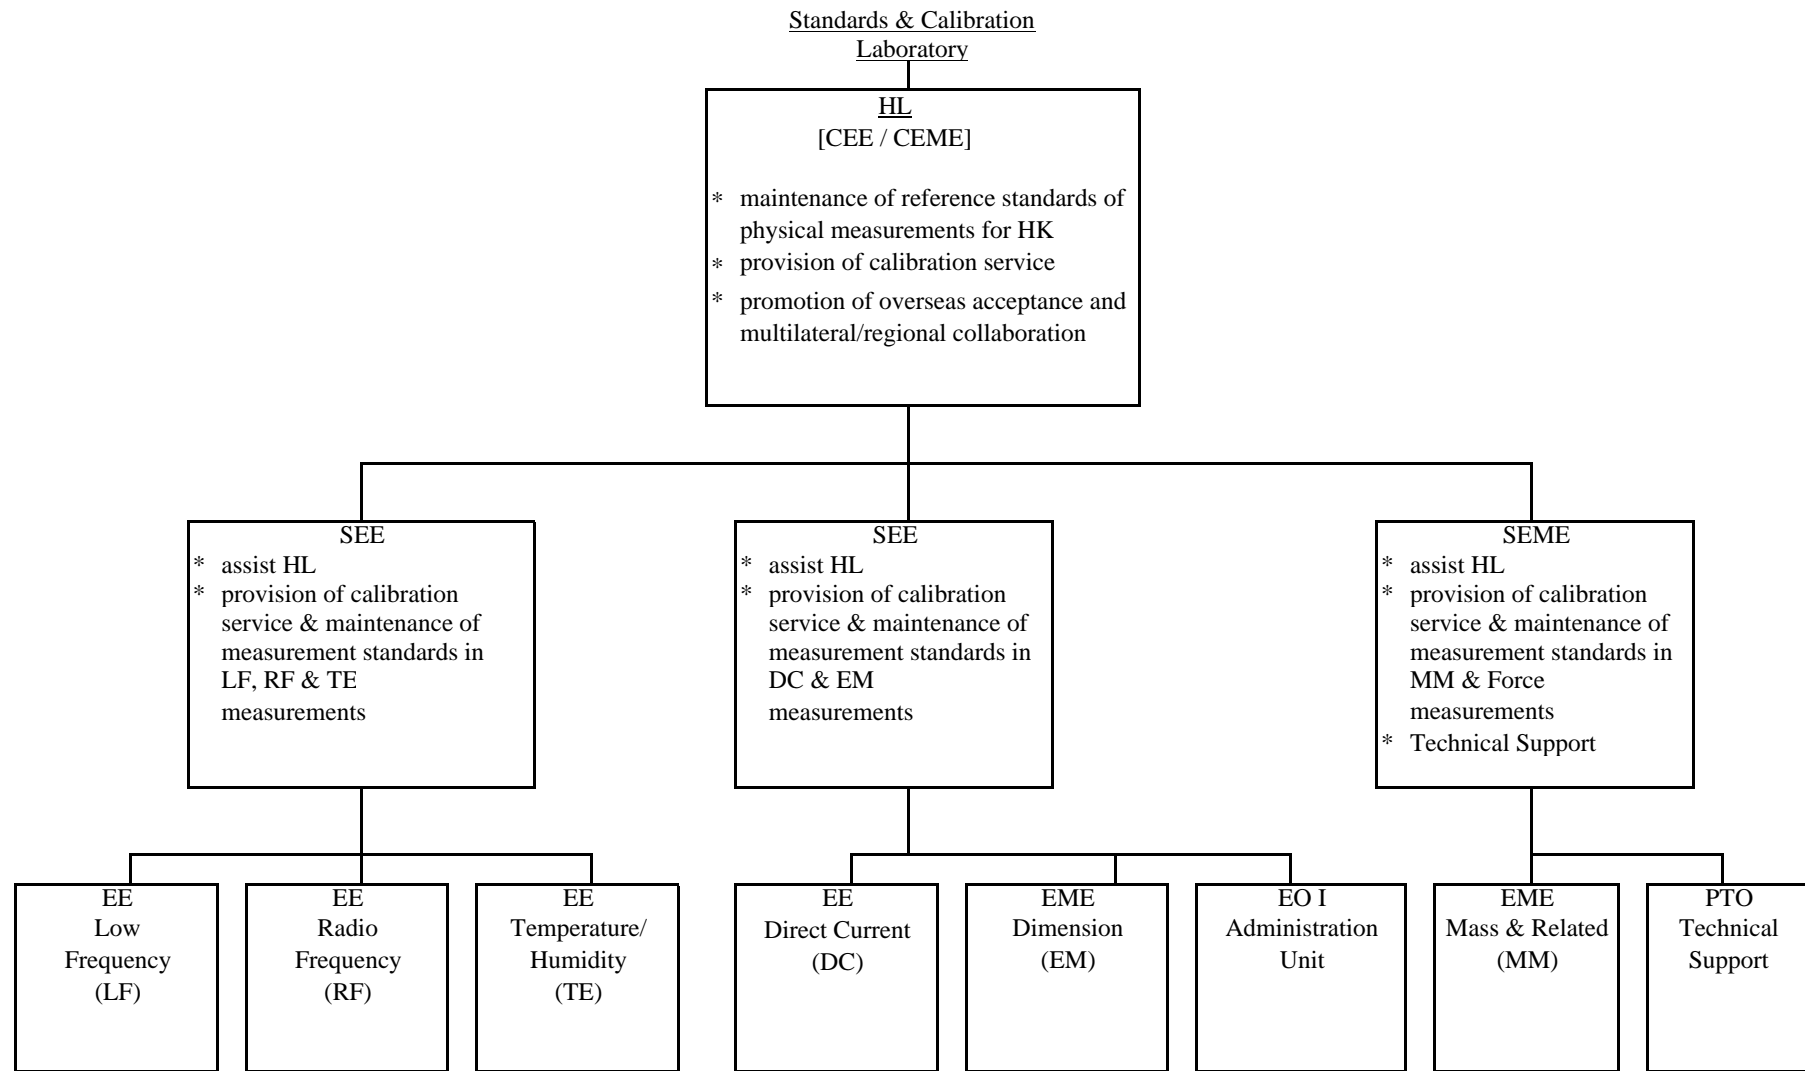 Standards & Calibration
Laboratory
HL
[CEE / CEME]
* maintenance of reference standards of
physical measurements for HK
* provision of calibration service
* promotion of overseas acceptance and
multilateral/regional collaboration
SEE
* assist HL
* provision of calibration
service & maintenance of
measurement standards in
LF, RF & TE
measurements
SEE
* assist HL
* provision of calibration
service & maintenance of
measurement standards in
DC & EM
measurements
SEME
* assist HL
* provision of calibration
service & maintenance of
measurement standards in
MM & Force
measurements
* Technical Support
EE
Low
Frequency
(LF)
EE
Radio
Frequency
(RF)
EE
Temperature/
Humidity
(TE)
EE
Direct Current
(DC)
EME
Dimension
(EM)
EO I
Administration
Unit
EME
Mass & Related
(MM)
PTO
Technical
Support